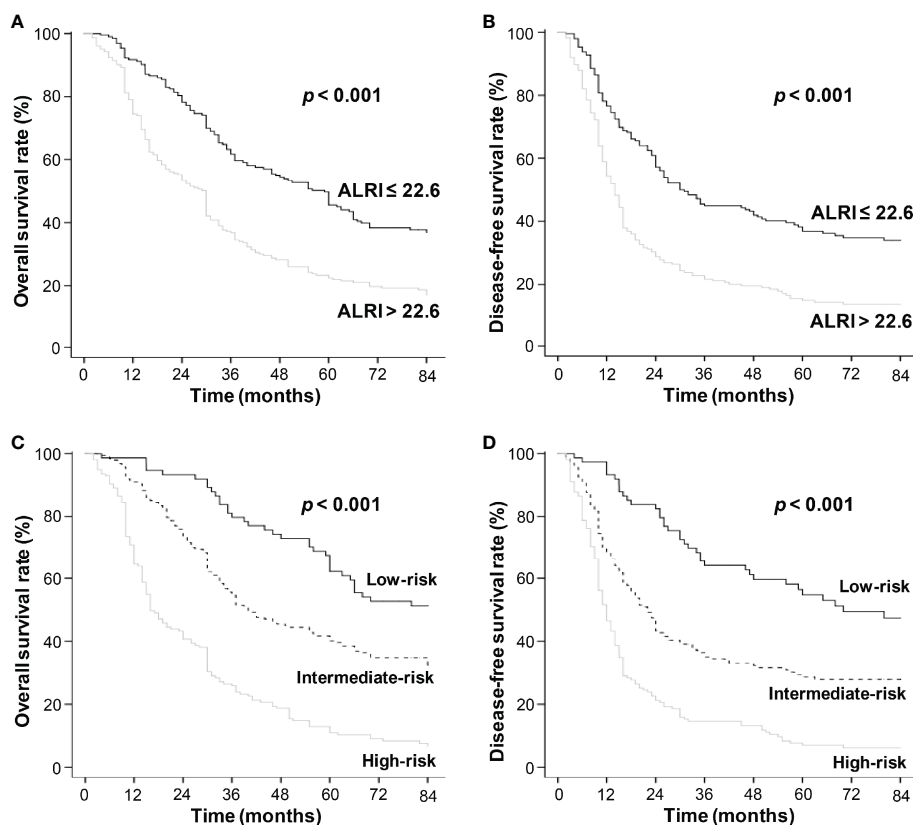 A
Overall survival rate (%)
100
80
60
40
20
0
p < 0.001
ALRI ≤ 22.6
ALRI > 22.6
0 12 24 36 48 60 72 84
Time (months)
B
Disease-free survival rate (%)
100
80
60
40
20
0
p < 0.001
ALRI ≤ 22.6
ALRI > 22.6
0 12 24 36 48 60 72 84
Time (months)
C
Overall survival rate (%)
100
80
60
40
20
0
p < 0.001
Low-risk
Intermediate-risk
High-risk
0 12 24 36 48 60 72 84
Time (months)
D
Disease-free survival rate (%)
100
80
60
40
20
0
p < 0.001
Low-risk
Intermediate-risk
High-risk
0 12 24 36 48 60 72 84
Time (months)